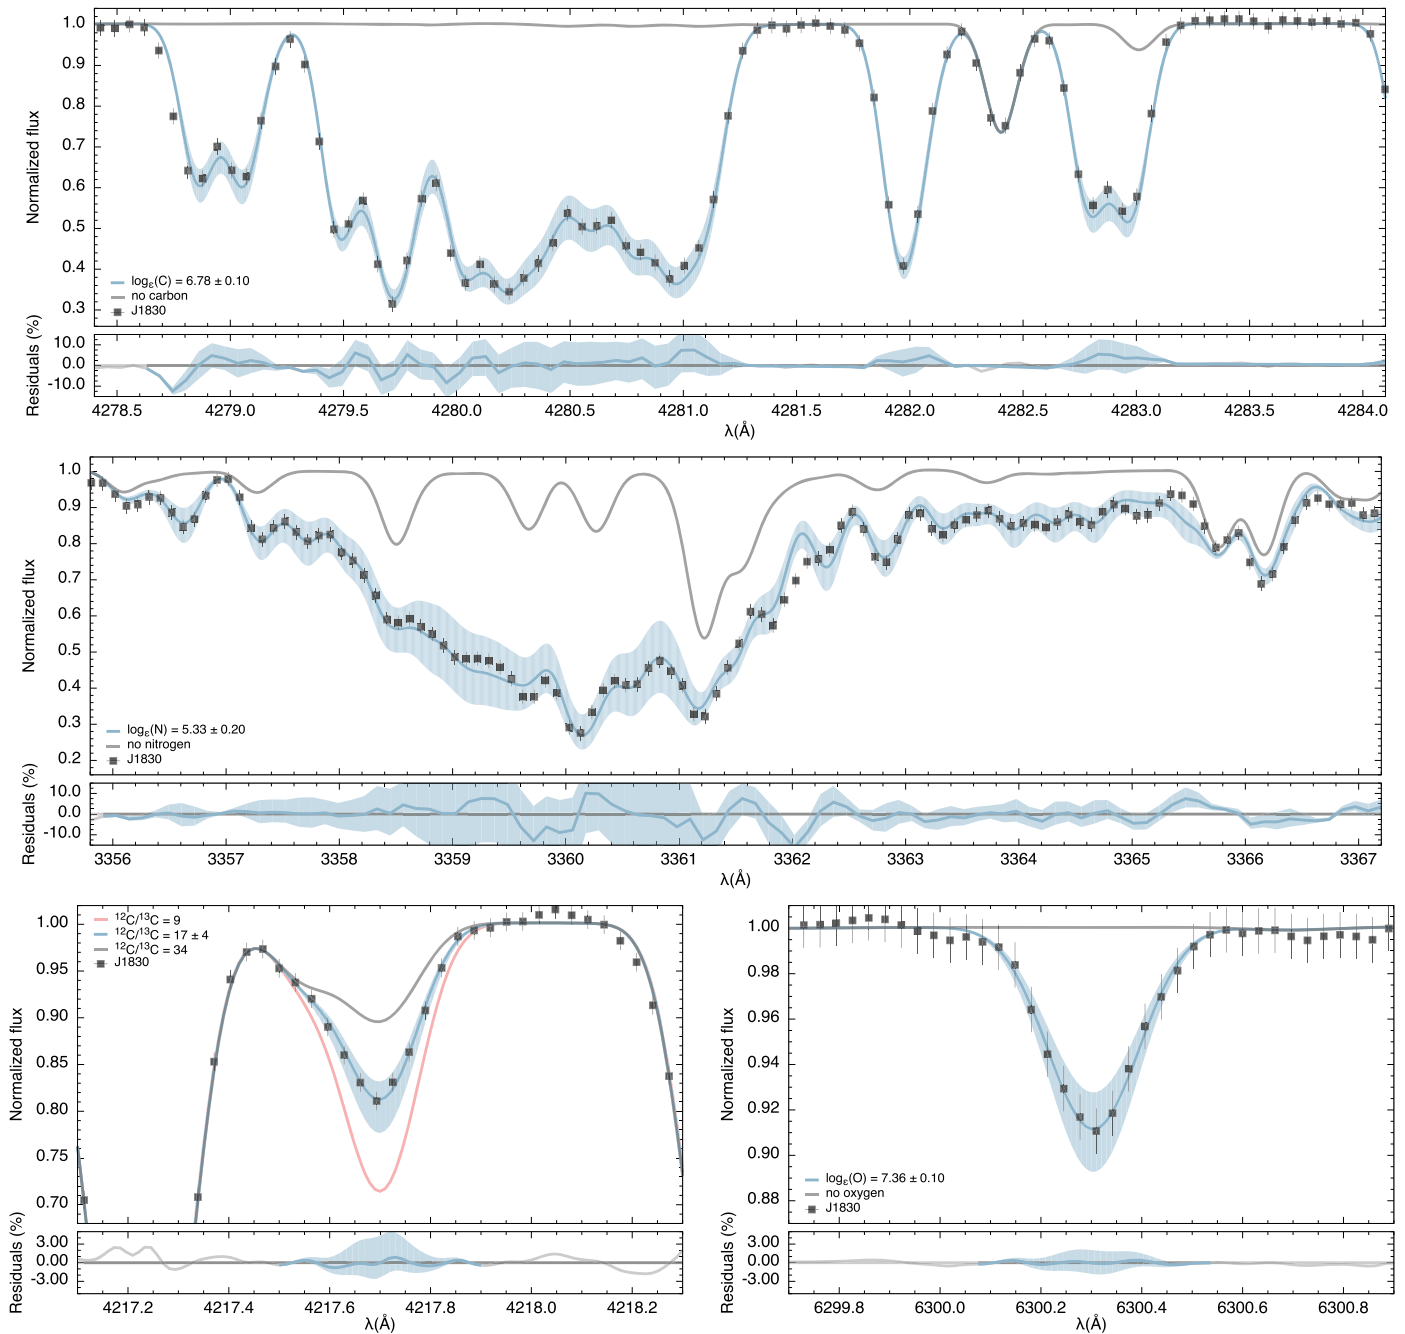 1.0
0.9
0.8
0.7
0.6
0.5
0.4
0.3
Normalized flux
logε(C) = 6.78 ± 0.10
no carbon
J1830
Residuals (%)
10.0
0.0
-10.0
4278.5 4279.0 4279.5 4280.0 4280.5 4281.0 4281.5 4282.0 4282.5 4283.0 4283.5 4284.0
λ(Å)
1.0
0.9
0.8
0.7
0.6
0.5
0.4
0.3
0.2
Normalized flux
logε(N) = 5.33 ± 0.20
no nitrogen
J1830
Residuals (%)
10.0
0.0
-10.0
3356 3357 3358 3359 3360 3361 3362 3363 3364 3365 3366 3367
λ(Å)
1.00
0.95
0.90
0.85
0.80
0.75
0.70
Normalized flux
¹²C/¹³C = 9
¹²C/¹³C = 17 ± 4
¹²C/¹³C = 34
J1830
Residuals (%)
3.00
0.00
-3.00
4217.2 4217.4 4217.6 4217.8 4218.0 4218.2
λ(Å)
1.00
0.98
0.96
0.94
0.92
0.90
0.88
Normalized flux
logε(O) = 7.36 ± 0.10
no oxygen
J1830
Residuals (%)
3.00
0.00
-3.00
6299.8 6300.0 6300.2 6300.4 6300.6 6300.8
λ(Å)